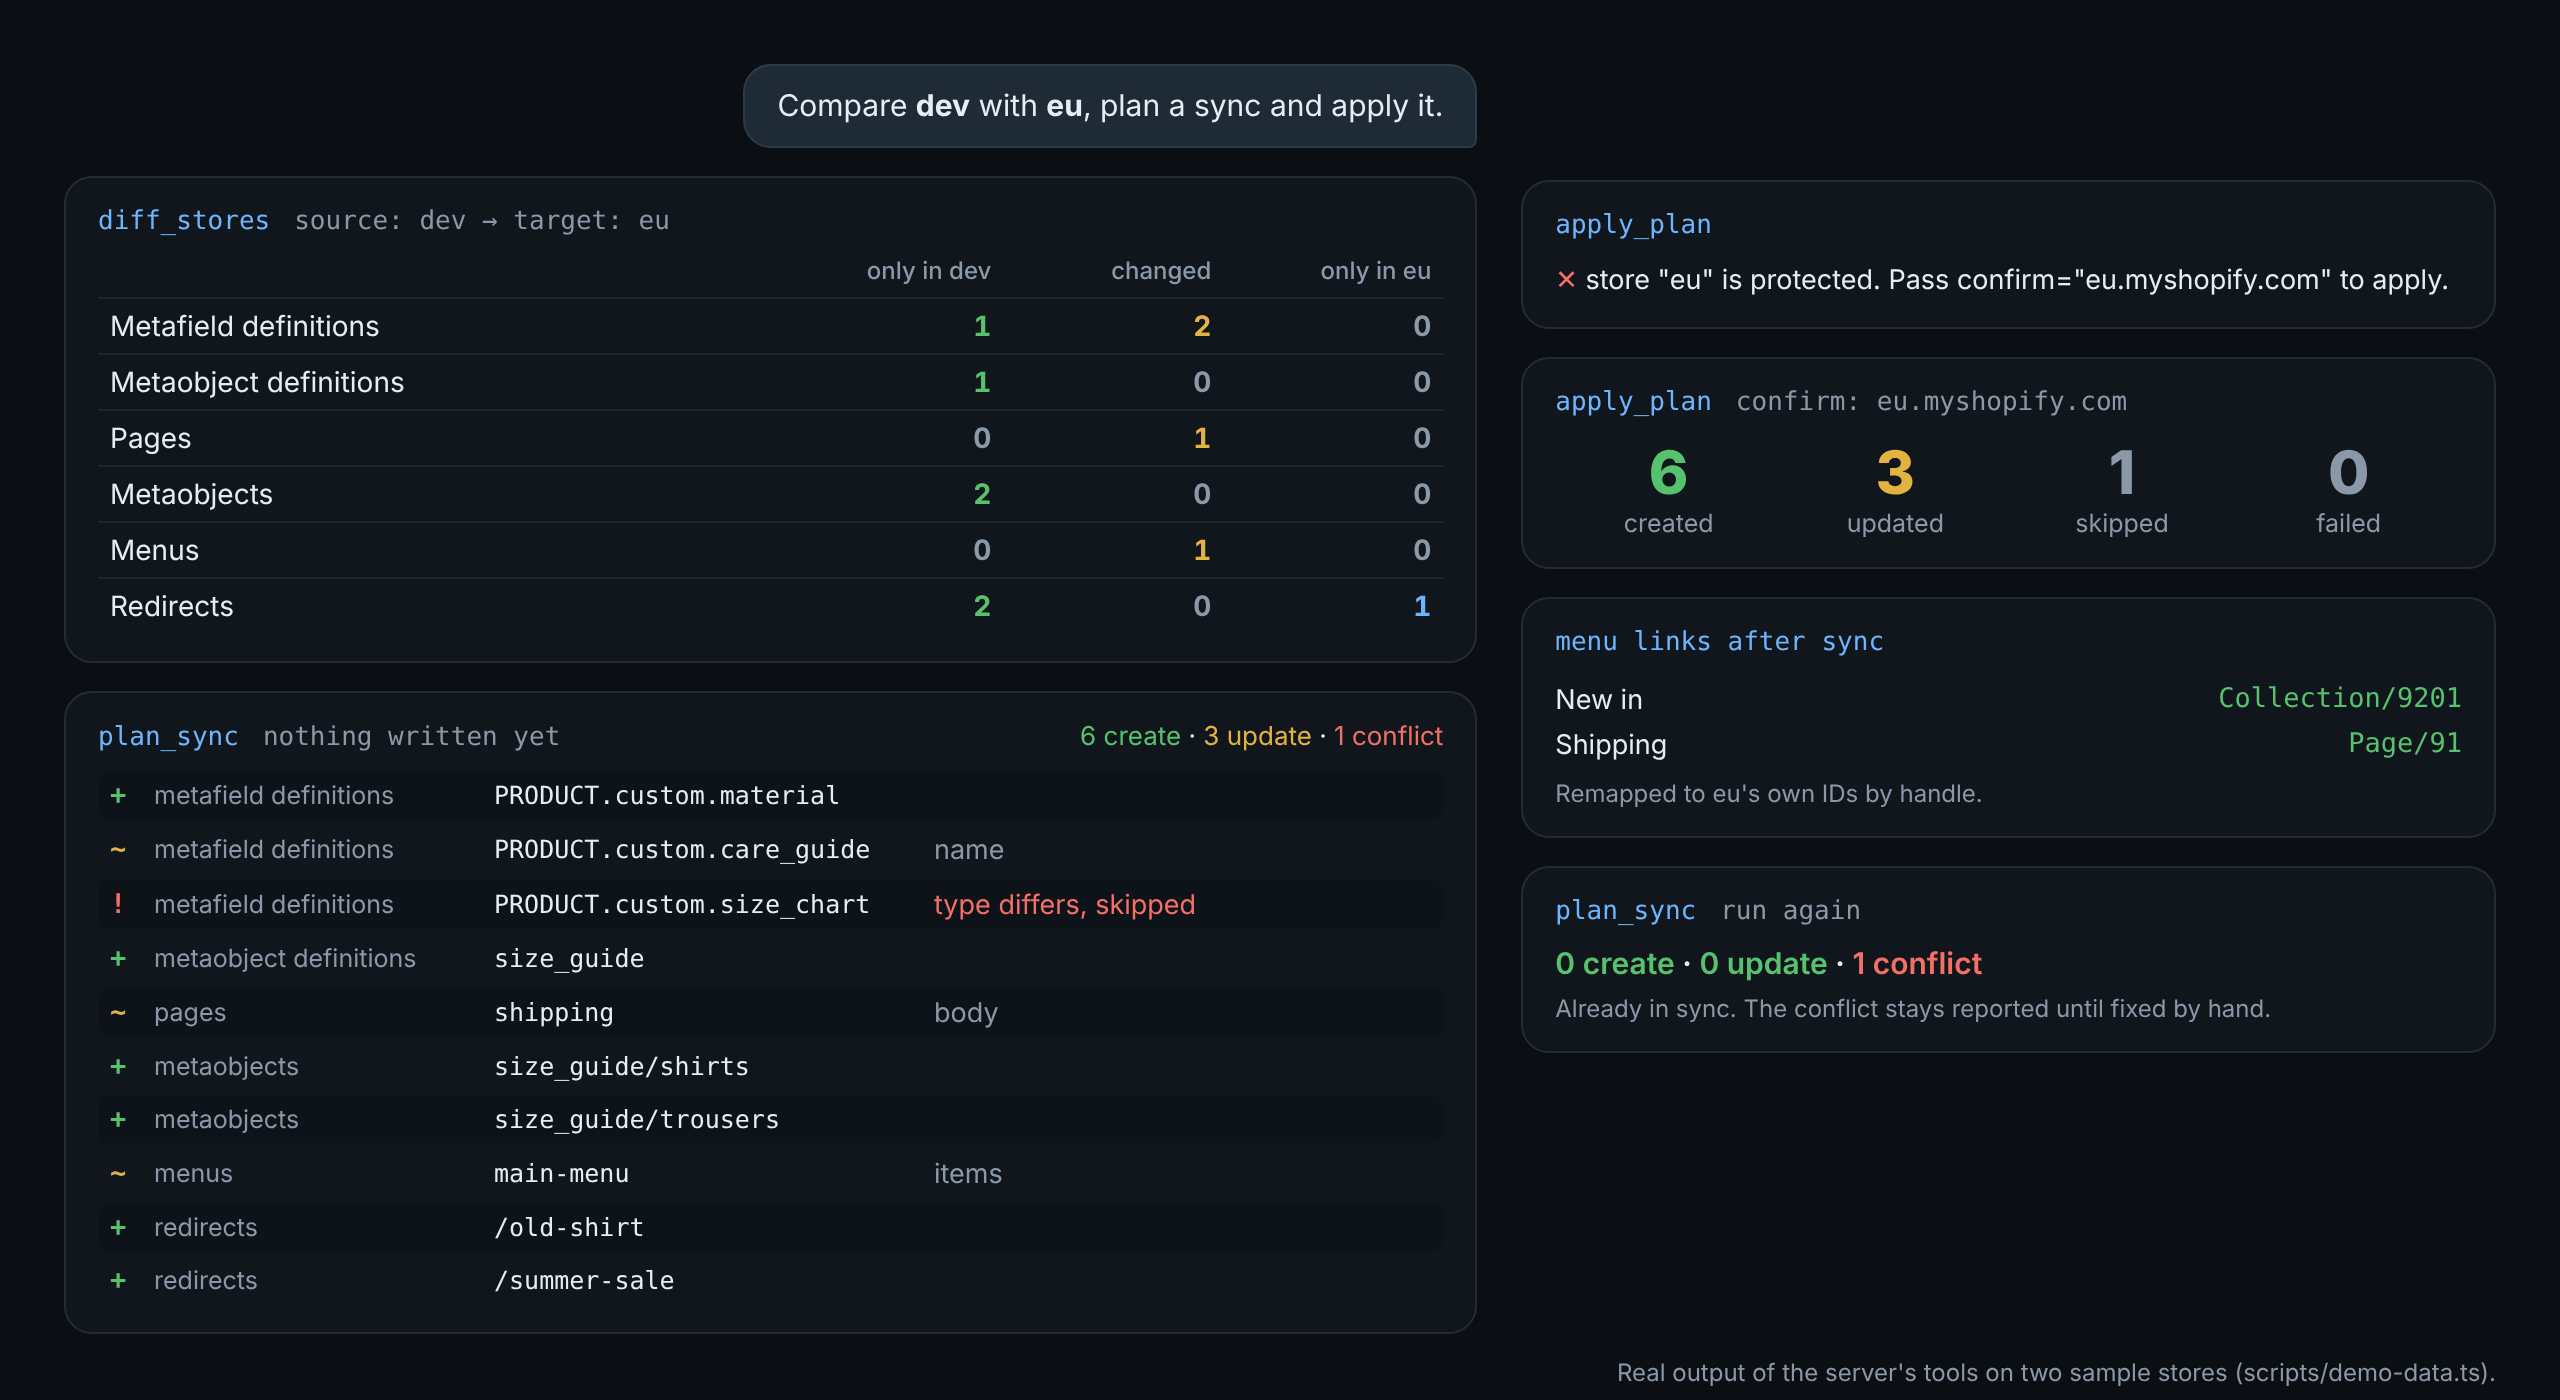 Compare dev with eu, plan a sync and apply it.
diff_stores source: dev → target: eu
only in dev changed only in eu
Metafield definitions 1 2 0
Metaobject definitions 1 0 0
Pages 0 1 0
Metaobjects 2 0 0
Menus 0 1 0
Redirects 2 0 1
plan_sync nothing written yet 6 create · 3 update · 1 conflict
+ metafield definitions PRODUCT.custom.material
~ metafield definitions PRODUCT.custom.care_guide name
! metafield definitions PRODUCT.custom.size_chart type differs, skipped
+ metaobject definitions size_guide
~ pages shipping body
+ metaobjects size_guide/shirts
+ metaobjects size_guide/trousers
~ menus main-menu items
+ redirects /old-shirt
+ redirects /summer-sale
apply_plan
✕ store "eu" is protected. Pass confirm="eu.myshopify.com" to apply.
apply_plan confirm: eu.myshopify.com
6 3 1 0
created updated skipped failed
menu links after sync
New in Collection/9201
Shipping Page/91
Remapped to eu's own IDs by handle.
plan_sync run again
0 create · 0 update · 1 conflict
Already in sync. The conflict stays reported until fixed by hand.
Real output of the server's tools on two sample stores (scripts/demo-data.ts).